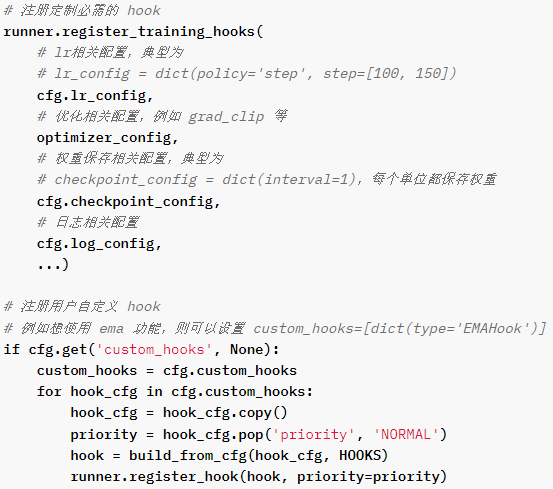 # 注册定制必备的 hook
runner.register_training_hooks(
# lr相关配置，典型为
# lr_config = dict(policy='step', step=[100, 150])
cfg.lr_config,
# 优化相关配置，例如 grad_clip 等
optimizer_config,
# 权重保存相关配置，典型为
# checkpoint_config = dict(interval=1)，每个单位都保存权重
cfg.checkpoint_config,
# 日志相关配置
cfg.log_config,
...)
# 注册用户自定义 hook
# 例如想使用 ema 功能，则可以设置 custom_hooks=[dict(type='EMAHook')]
if cfg.get('custom_hooks', None):
custom_hooks = cfg.custom_hooks
for hook_cfg in cfg.custom_hooks:
hook_cfg = hook_cfg.copy()
priority = hook_cfg.pop('priority', 'NORMAL')
hook = build_from_cfg(hook_cfg, HOOKS)
runner.register_hook(hook, priority=priority)